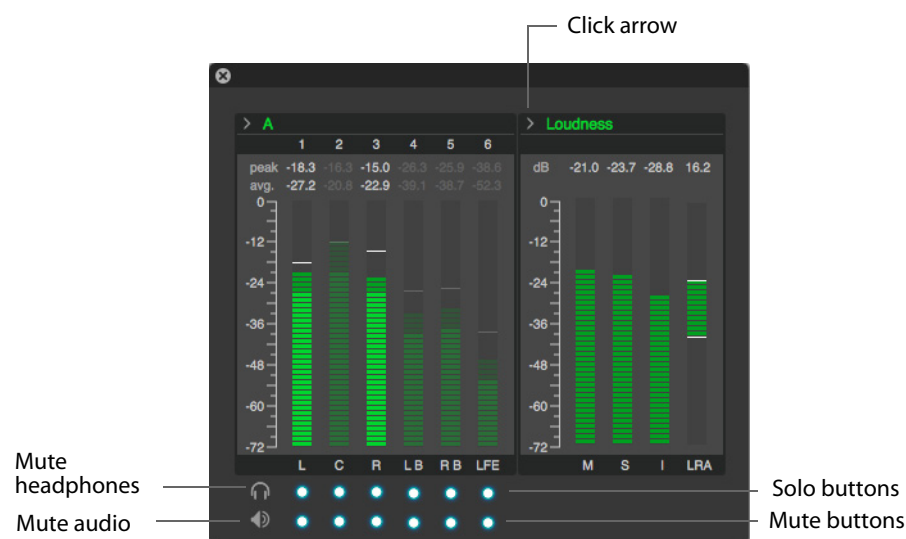 Click arrow
A
Loudness
1 2 3 4 5 6
peak -18.3 -16.3 -15.0 -26.3 -25.9 -38.6
avg. -27.2 -20.8 -22.9 -39.1 -38.7 -52.3
dB -21.0 -23.7 -28.8 16.2
0
-12
-24
-36
-48
-60
-72
0
-12
-24
-36
-48
-60
-72
L C R L B R B LFE
M S I LRA
Mute
headphones
Mute audio
Solo buttons
Mute buttons